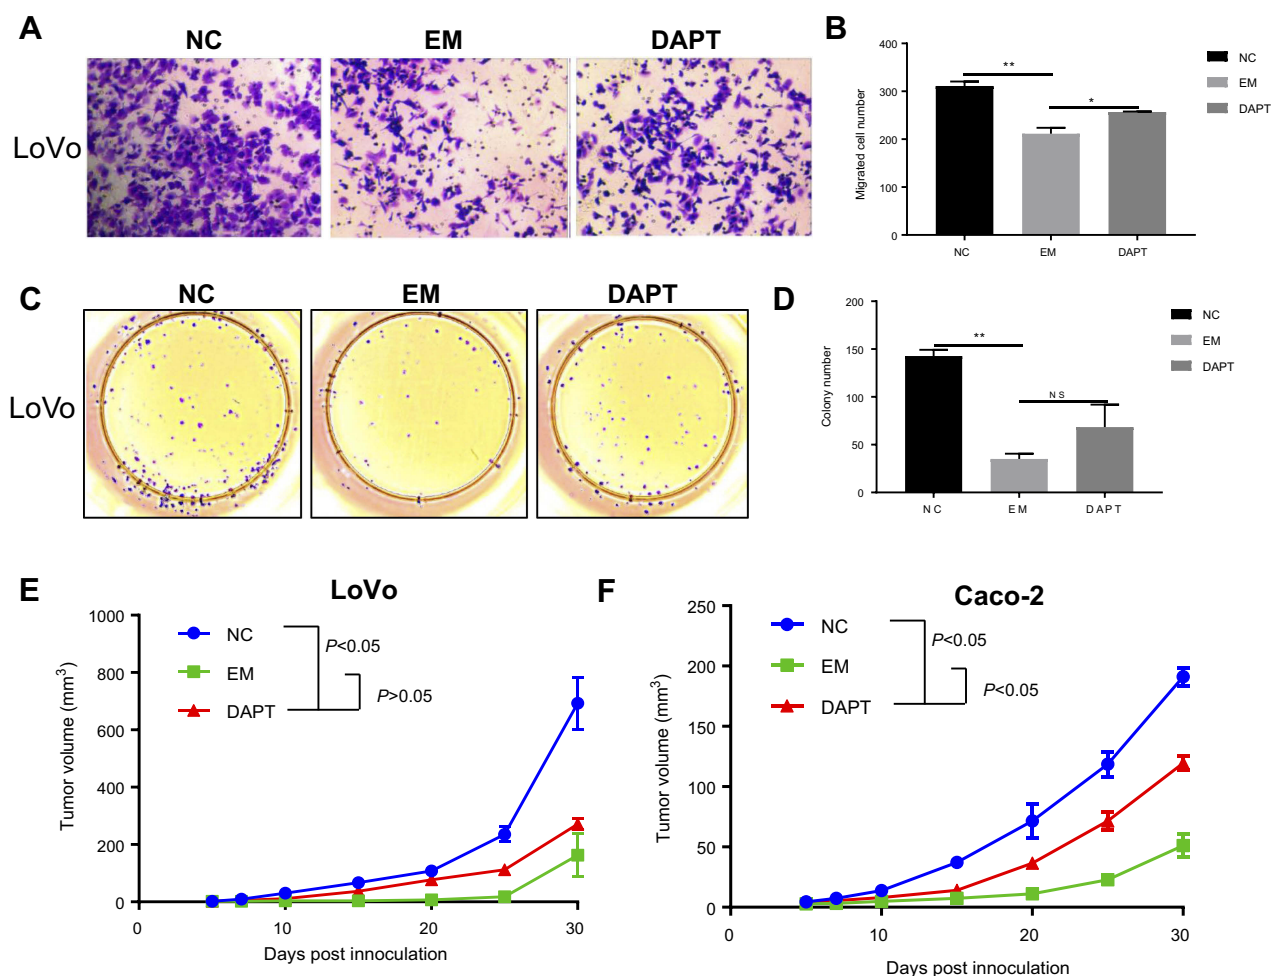 A
NC
EM
DAPT
LoVo
B
400
300
200
100
0
Migrated cell number
**
*
NC
EM
DAPT
NC
EM
DAPT
C
NC
EM
DAPT
LoVo
D
200
150
100
50
0
Colony number
**
NS
NC
EM
DAPT
NC
EM
DAPT
E
LoVo
1000
800
600
400
200
0
Tumor volume (mm³)
NC
EM
DAPT
P<0.05
P>0.05
0
10
20
30
Days post innoculation
F
Caco-2
250
200
150
100
50
0
Tumor volume (mm³)
NC
EM
DAPT
P<0.05
P<0.05
0
10
20
30
Days post innoculation